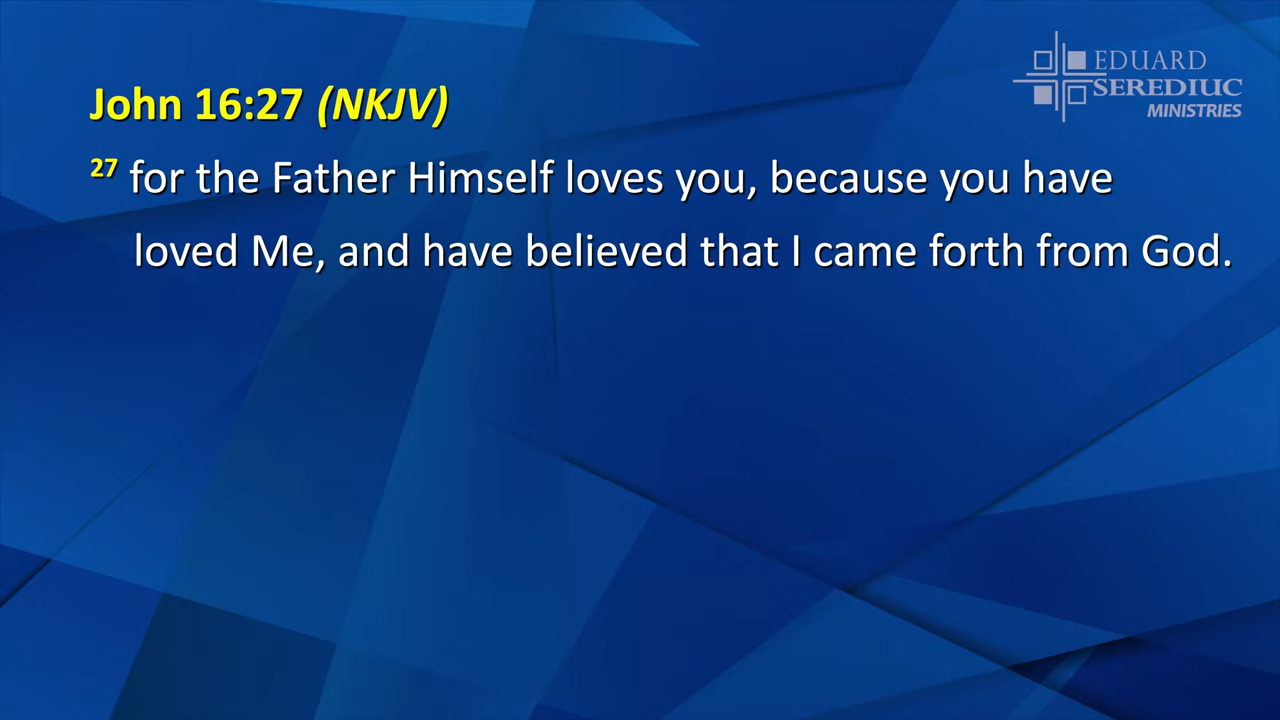 EDUARD
SEREDIUC
MINISTRIES
John 16:27 (NKJV)
27 for the Father Himself loves you, because you have
loved Me, and have believed that I came forth from God.